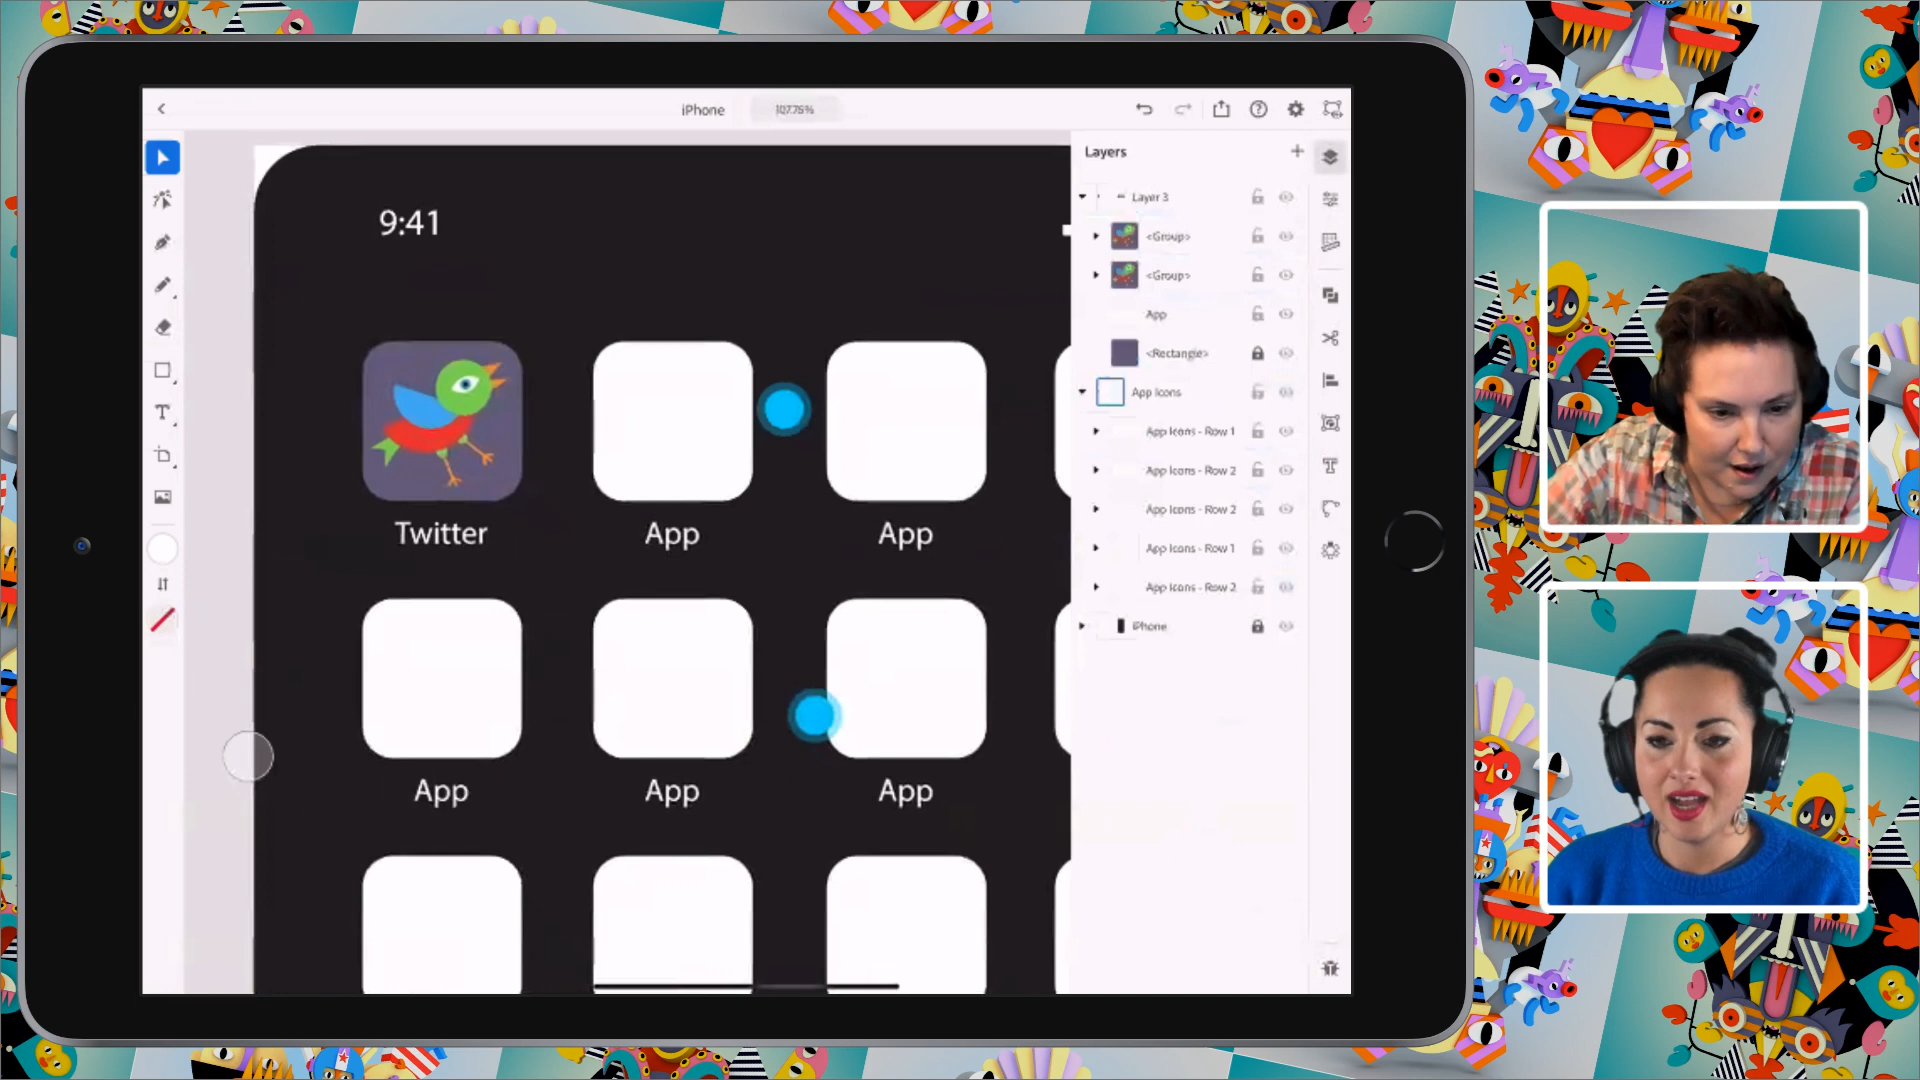 iPhone
107.75%
Layers
9:41
Layer 3
<Group>
<Group>
App
<Rectangle>
App Icons
App Icons - Row 1
App Icons - Row 2
App Icons - Row 2
App Icons - Row 1
App Icons - Row 2
iPhone
Twitter
App
App
App
App
App